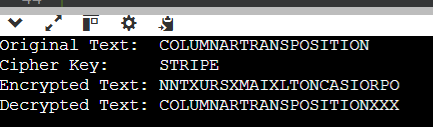 Original Text: COLUMNARTRANSPOSITION
Cipher Key: STRIPE
Encrypted Text: NNTXURSXMAIXLTONCASIORPO
Decrypted Text: COLUMNARTRANSPOSITIONXXX